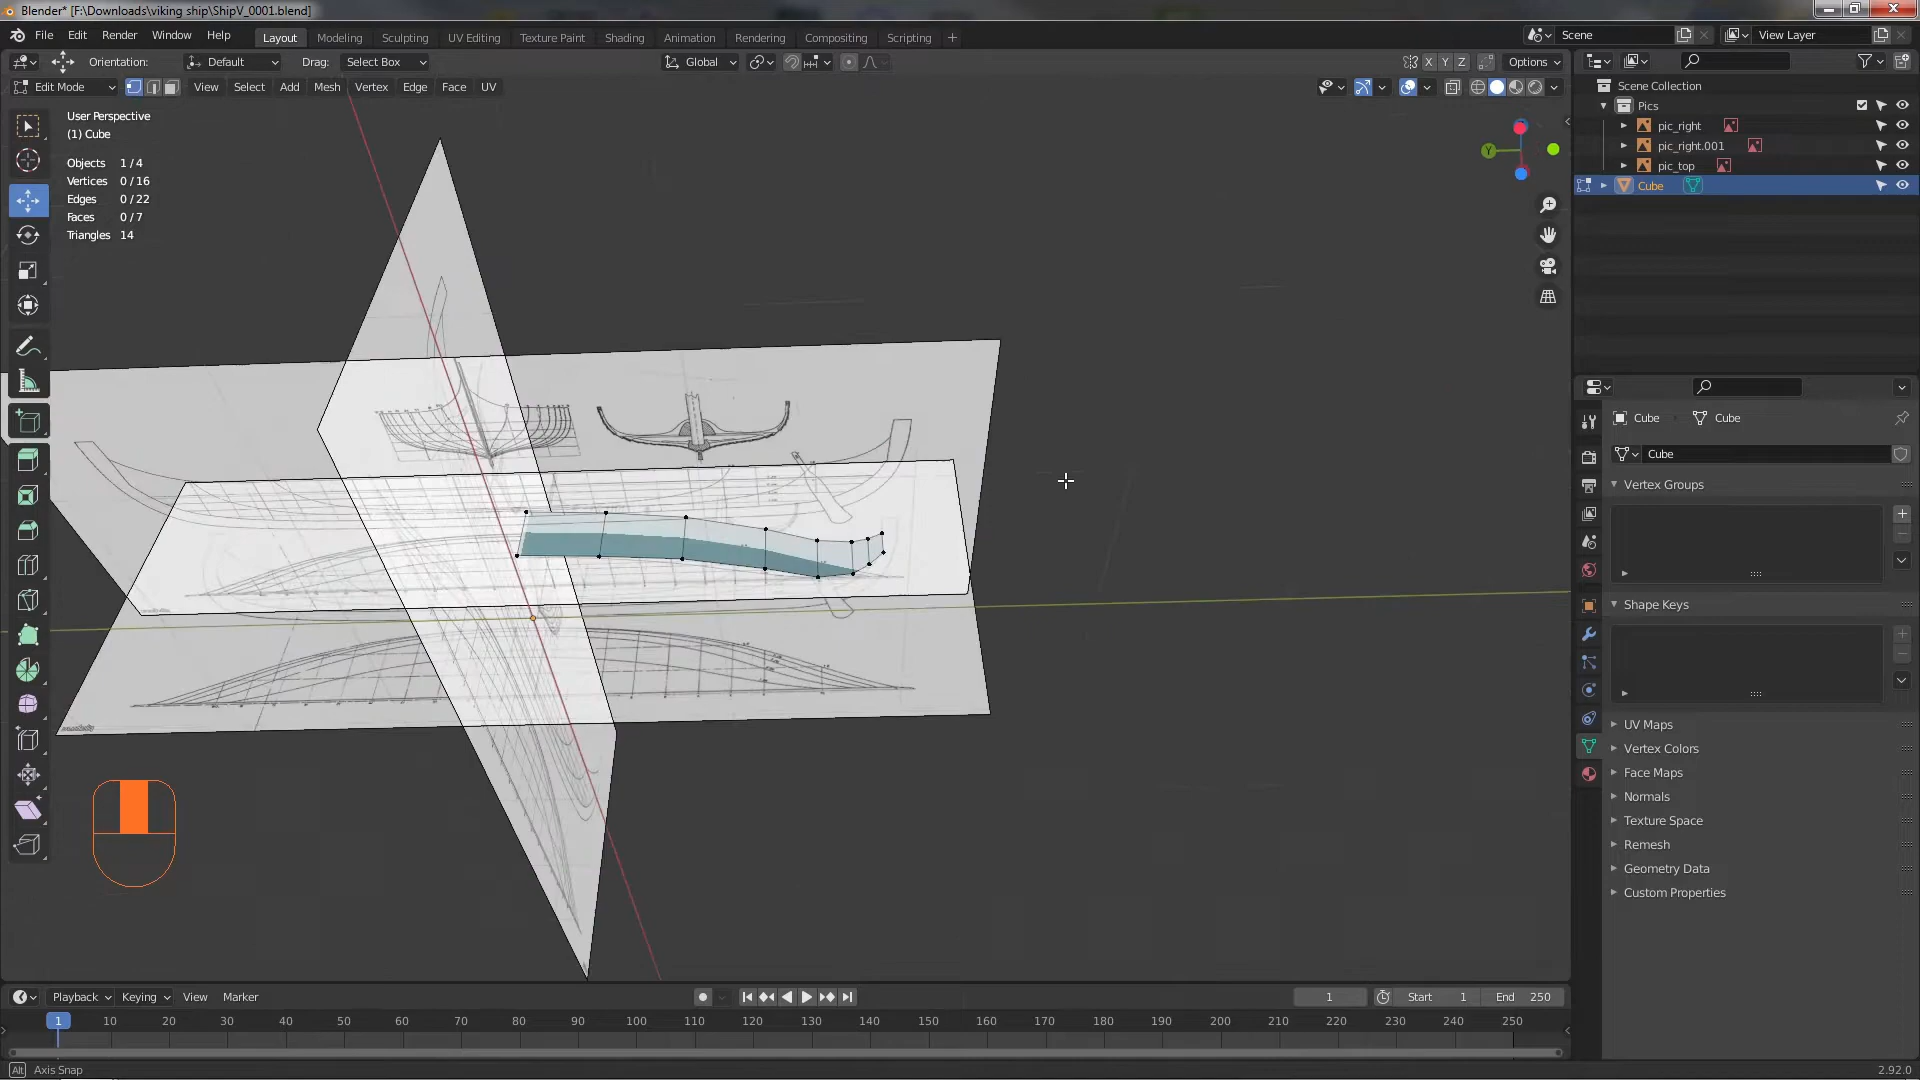 Blender* [F:\Downloads\viking ship\ShipV_0001.blend]
File Edit Render Window Help Layout Modeling Sculpting UV Editing Texture Paint Shading Animation Rendering Compositing Scripting Scene View Layer
Orientation: Default Drag: Select Box Global X Y Z Options
Edit Mode View Select Add Mesh Vertex Edge Face UV
User Perspective
(1) Cube
Objects 1/4
Vertices 0/16
Edges 0/22
Faces 0/7
Triangles 14
Y
Scene Collection
Pics
pic_right
pic_right.001
pic_top
Cube
Cube Cube
Cube
Vertex Groups
Shape Keys
UV Maps
Vertex Colors
Face Maps
Normals
Texture Space
Remesh
Geometry Data
Custom Properties
Playback Keying View Marker 1 Start 1 End 250
1 10 20 30 40 50 60 70 80 90 100 110 120 130 140 150 160 170 180 190 200 210 220 230 240 250
Alt Axis Snap 2.92.0